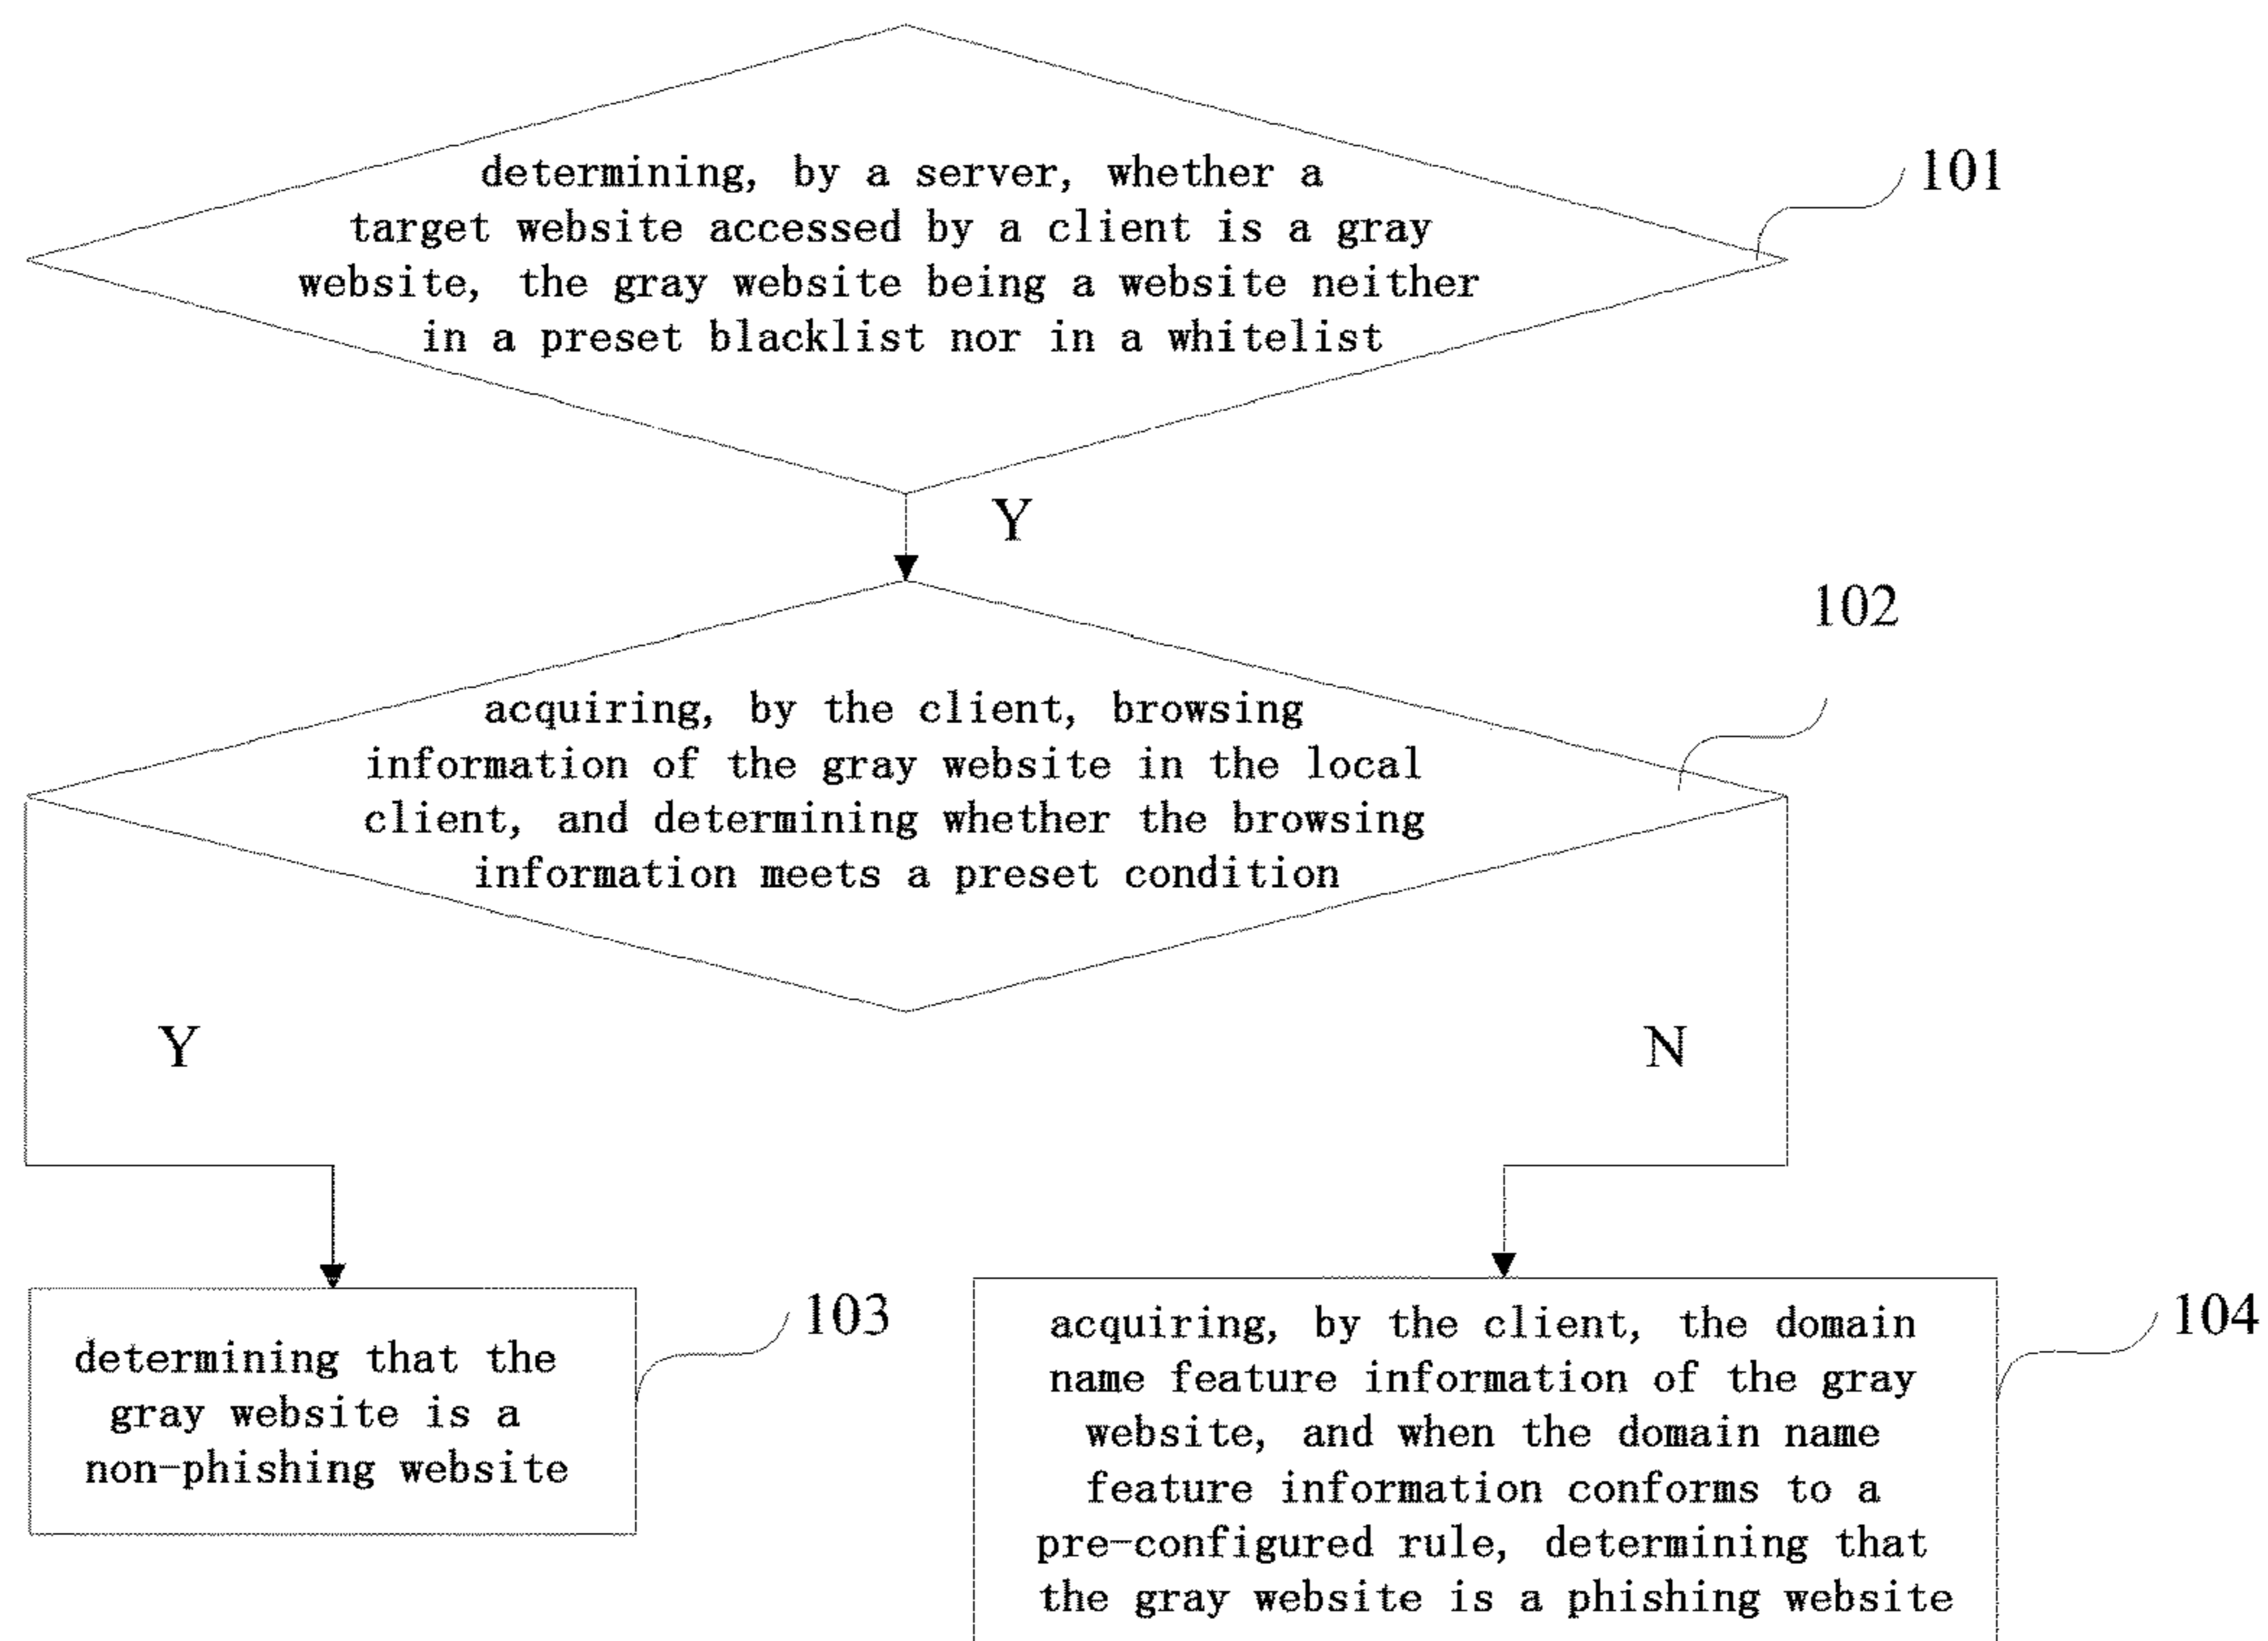 determining, by a server, whether a
target website accessed by a client is a gray
website, the gray website being a website neither
in a preset blacklist nor in a whitelist
101
Y
102
acquiring, by the client, browsing
information of the gray website in the local
client, and determining whether the browsing
information meets a preset condition
Y
N
determining that the
gray website is a
non-phishing website
103
acquiring, by the client, the domain
name feature information of the gray
website, and when the domain name
feature information conforms to a
pre-configured rule, determining that
the gray website is a phishing website
104